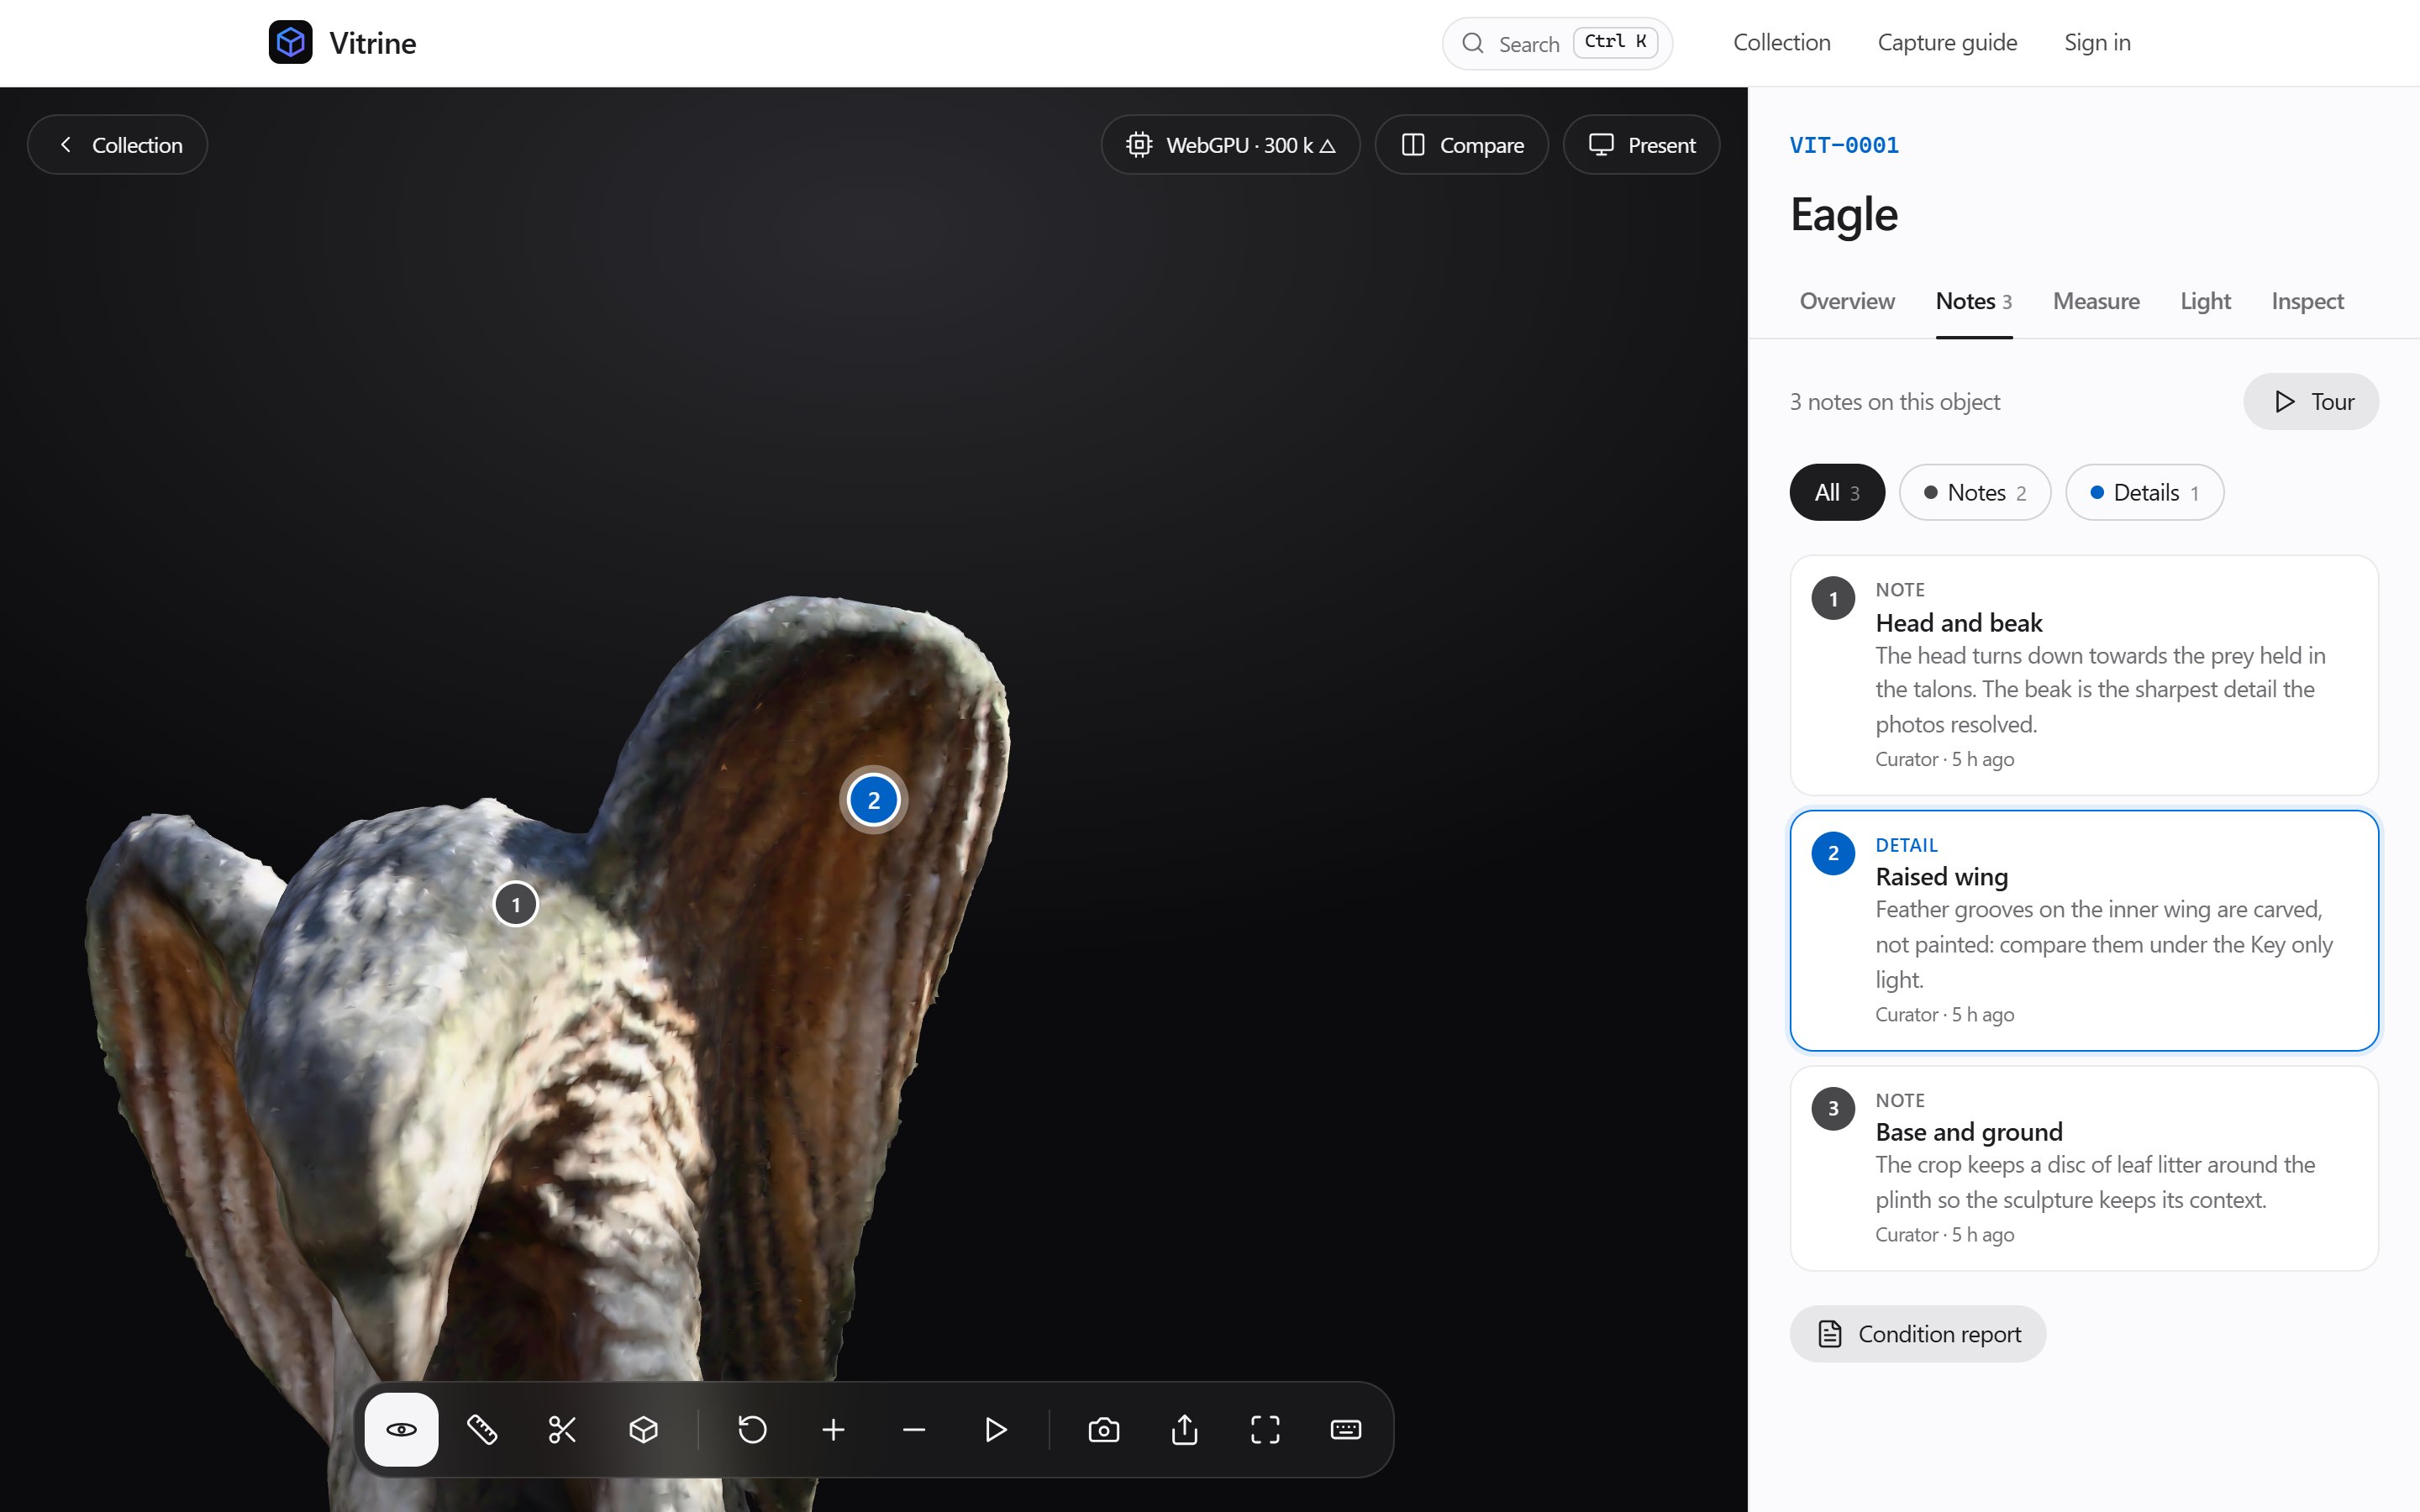 Vitrine
Search Ctrl K
Collection
Capture guide
Sign in
Collection
WebGPU · 300 k △
Compare
Present
VIT-0001
Eagle
Overview
Notes 3
Measure
Light
Inspect
3 notes on this object
Tour
All 3
Notes 2
Details 1
1
NOTE
Head and beak
The head turns down towards the prey held in
the talons. The beak is the sharpest detail the
photos resolved.
Curator · 5 h ago
2
DETAIL
Raised wing
Feather grooves on the inner wing are carved,
not painted: compare them under the Key only
light.
Curator · 5 h ago
3
NOTE
Base and ground
The crop keeps a disc of leaf litter around the
plinth so the sculpture keeps its context.
Curator · 5 h ago
Condition report
2
1